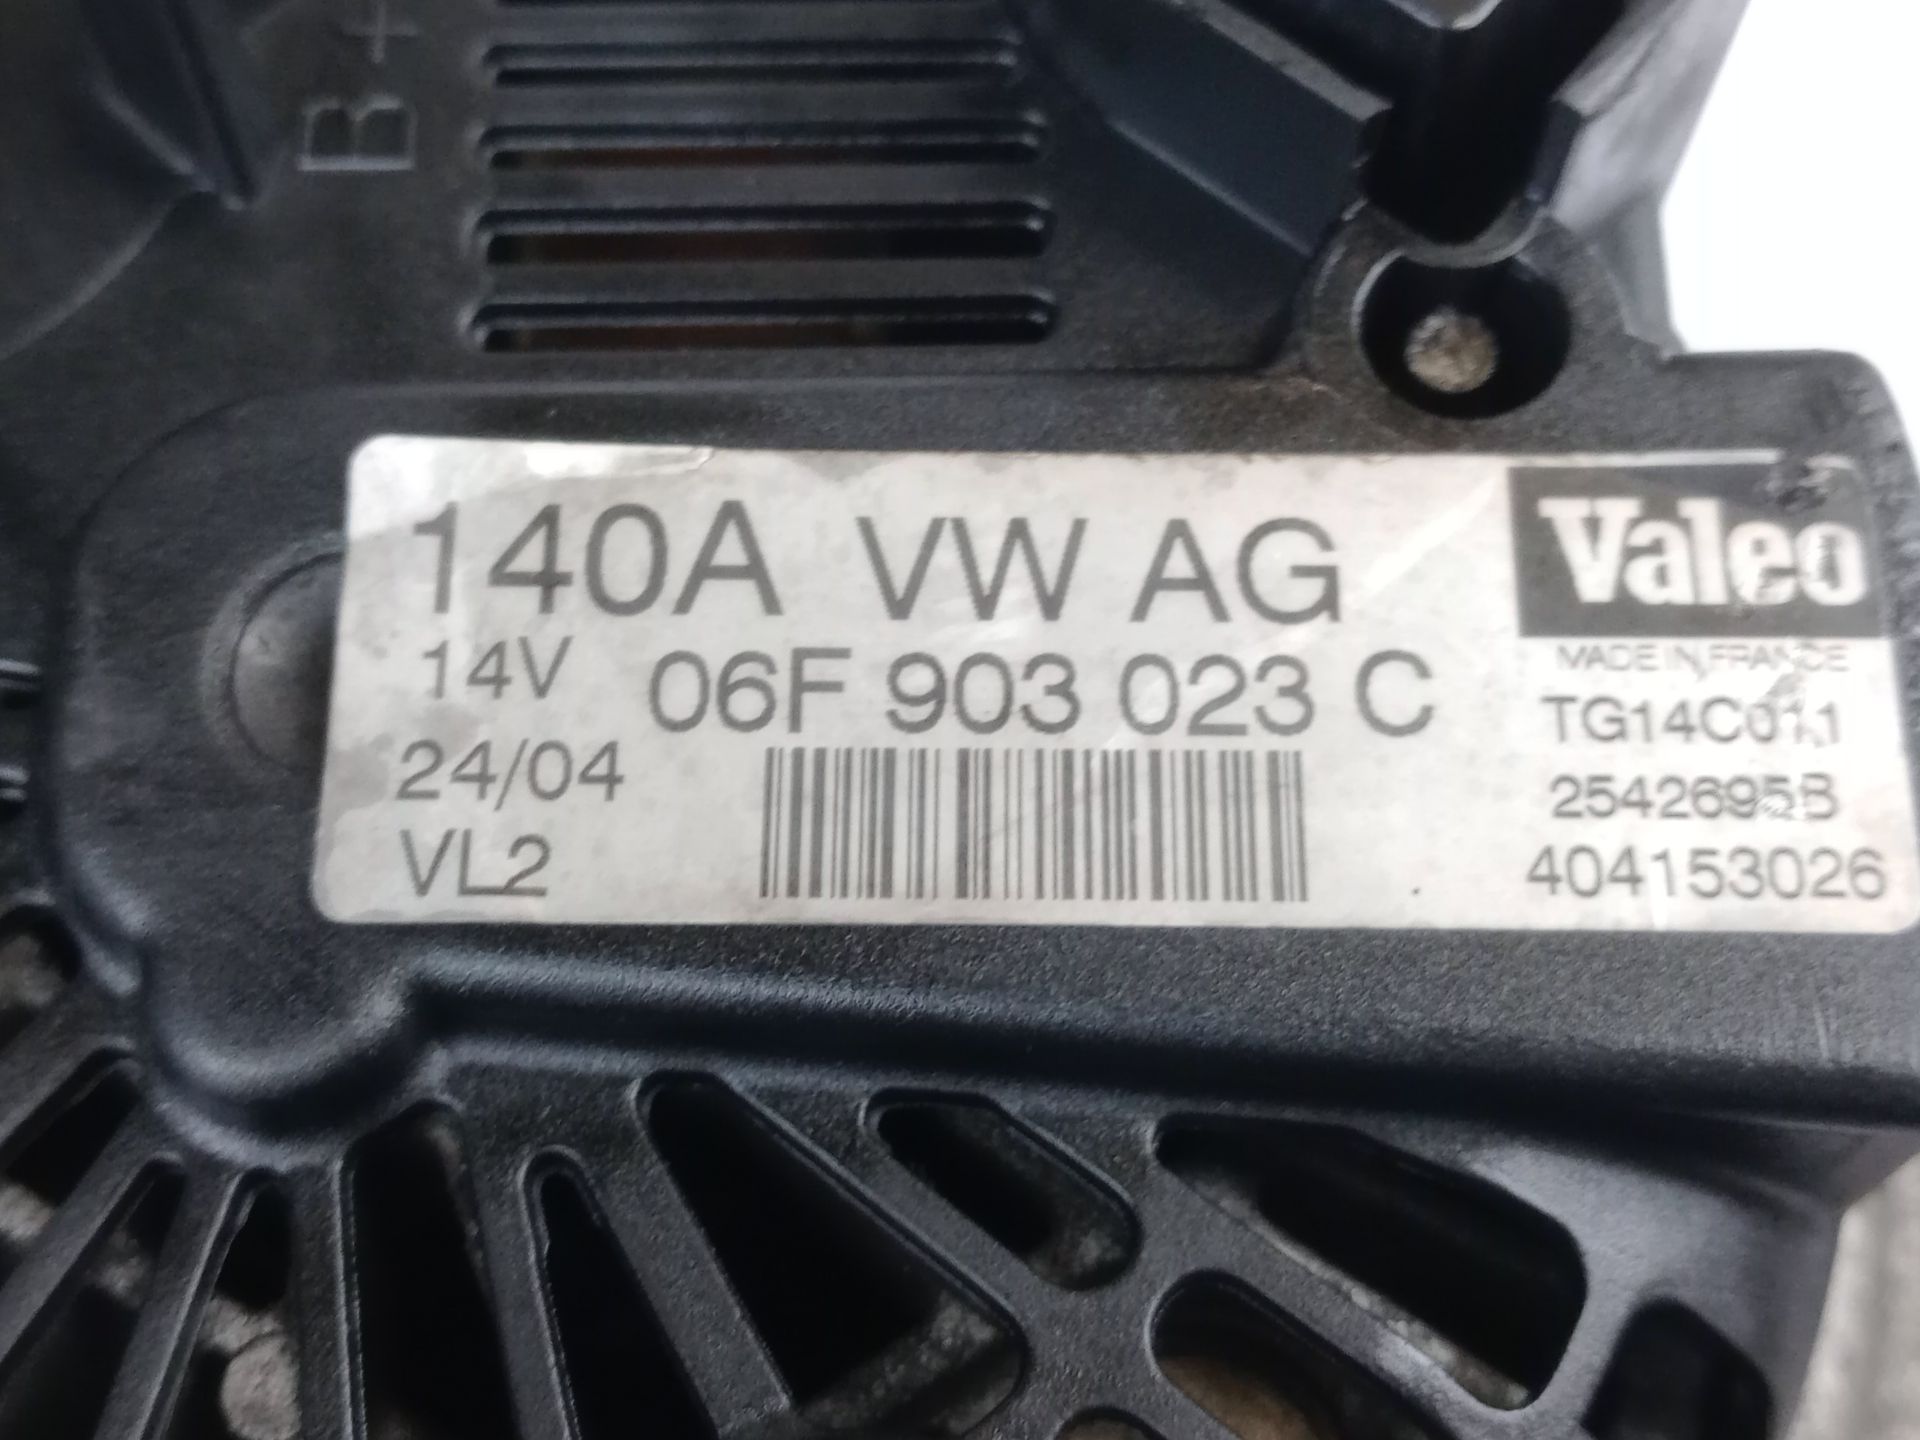 B+
140A VW AG
14V 06F 903 023 C
24/04
VL2
Valeo
MADE IN FRANCE
TG14C011
2542695B
404153026